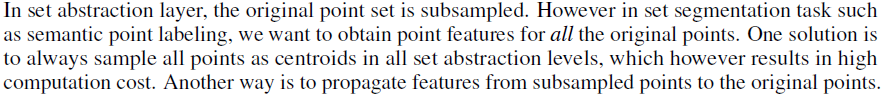 In set abstraction layer, the original point set is subsampled. However in set segmentation task such
as semantic point labeling, we want to obtain point features for all the original points. One solution is
to always sample all points as centroids in all set abstraction levels, which however results in high
computation cost. Another way is to propagate features from subsampled points to the original points.